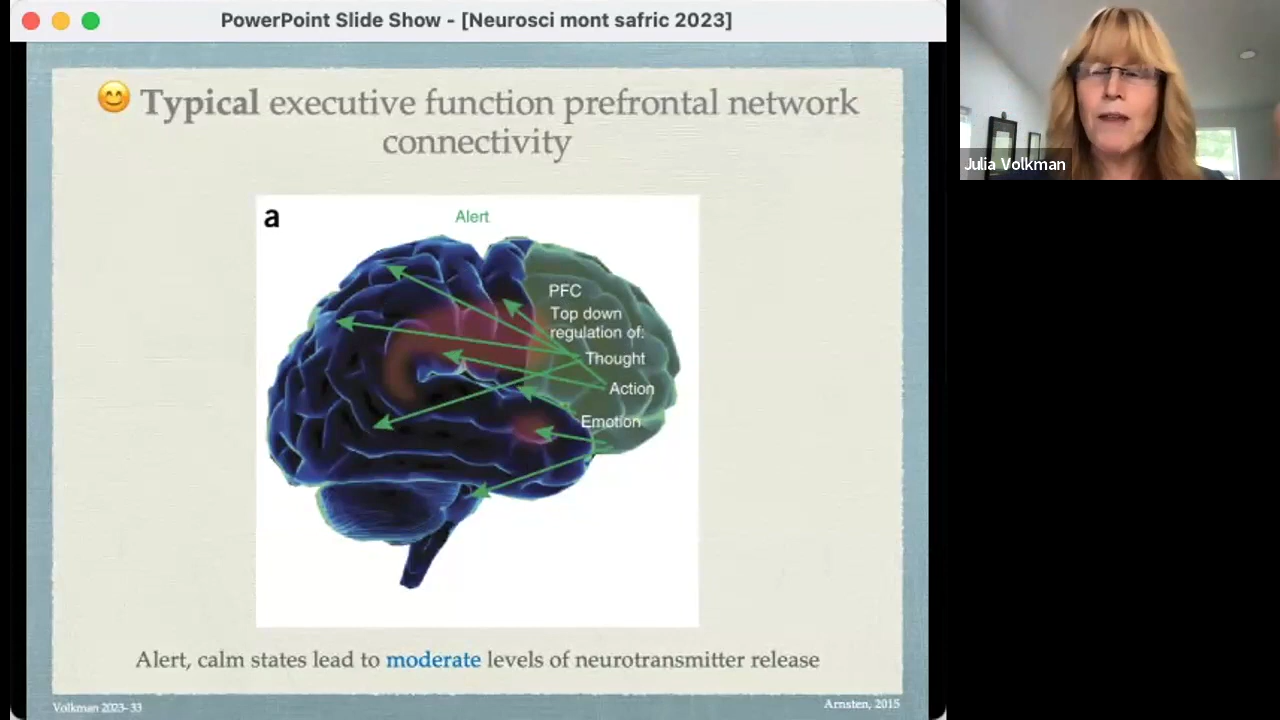 PowerPoint Slide Show - [Neurosci mont safric 2023]
😊 Typical executive function prefrontal network
connectivity
a
Alert
PFC
Top down
regulation of:
Thought
Action
Emotion
Alert, calm states lead to moderate levels of neurotransmitter release
Volkman 2023- 33
Arnsten, 2015
Julia Volkman